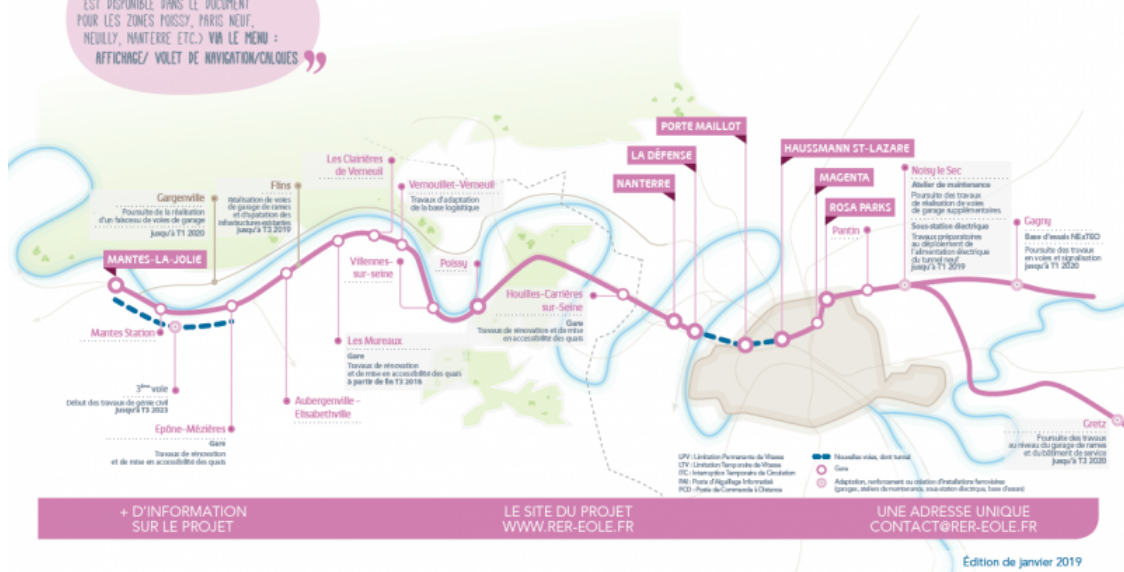 EST DISPONIBLE DANS LE DOCUMENT
POUR LES ZONES POISSY, PARIS NEUF,
NEUILLY, NANTERRE ETC.) VIA LE MENU :
AFFICHAGE/ VOLET DE NAVIGATION/CALQUES ”
PORTE MAILLOT
LA DÉFENSE
NANTERRE
HAUSSMANN ST-LAZARE
MAGENTA
ROSA PARKS
Pantin
Noisy le Sec
Atelier de maintenance
Poursuite des travaux
de réalisation de voies
de garage supplémentaires
Sous-station électrique
Travaux préparatoires
au déploiement de
l'alimentation électrique
du tunnel neuf
jusqu'à T1 2019
Gagny
Base d'essais NExTEO
Poursuite des travaux
en voies et signalisation
jusqu'à T1 2020
Les Clairières
de Verneuil
Vernouillet-Verneuil
Travaux d'adaptation
de la base logistique
Flins
Réalisation de voies
de garage de rames
et d'apatation des
infrastructures existantes
jusqu'à T3 2019
Gargenville
Poursuite de la réalisation
d'un faisceau de voies de garage
jusqu'à T1 2020
MANTES-LA-JOLIE
Villennes-
sur-seine
Poissy
Houilles-Carrières
sur-Seine
Gare
Travaux de rénovation et de mise
en accessibilité des quais
Mantes Station
Les Mureaux
Gare
Travaux de rénovation
et de mise en accessibilité des quais
à partir de fin T3 2018
3ème voie
Début des travaux de génie civil
jusqu'à T3 2023
Aubergenville -
Elisabethville
Epône-Mézières
Gare
Travaux de rénovation
et de mise en accessibilité des quais
Gretz
Poursuite des travaux
au niveau du garage de rames
et du bâtiment de service
jusqu'à T3 2020
LPV : Limitation Permanente de Vitesse
LTV : Limitation Temporaire de Vitesse
ITC : Interruption Temporaire de Circulation
PAI : Poste d'Aiguillage Informatisé
PCD : Poste de Commande à Distance
Nouvelles voies, dont tunnel
Gare
Adaptation, renforcement ou création d'installations ferroviaires
(garages, ateliers de maintenance, sous-station électrique, base d'essais)
+ D'INFORMATION
SUR LE PROJET
LE SITE DU PROJET
WWW.RER-EOLE.FR
UNE ADRESSE UNIQUE
CONTACT@RER-EOLE.FR
Édition de janvier 2019